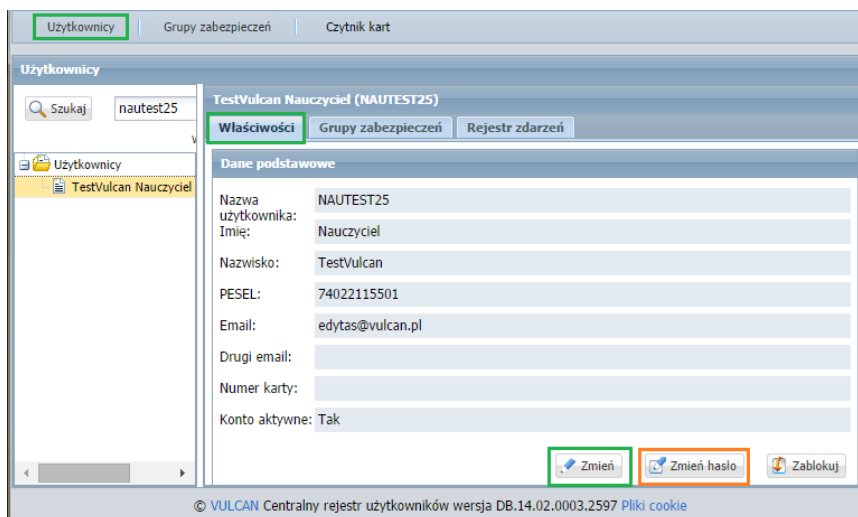 Użytkownicy Grupy zabezpieczeń Czytnik kart
Użytkownicy
Szukaj nautest25
TestVulcan Nauczyciel (NAUTEST25)
Właściwości Grupy zabezpieczeń Rejestr zdarzeń
Użytkownicy
TestVulcan Nauczyciel
Dane podstawowe
Nazwa użytkownika: NAUTEST25
Imię: Nauczyciel
Nazwisko: TestVulcan
PESEL: 74022115501
Email: edytas@vulcan.pl
Drugi email:
Numer karty:
Konto aktywne: Tak
Zmień Zmień hasło Zablokuj
© VULCAN Centralny rejestr użytkowników wersja DB.14.02.0003.2597 Pliki cookie